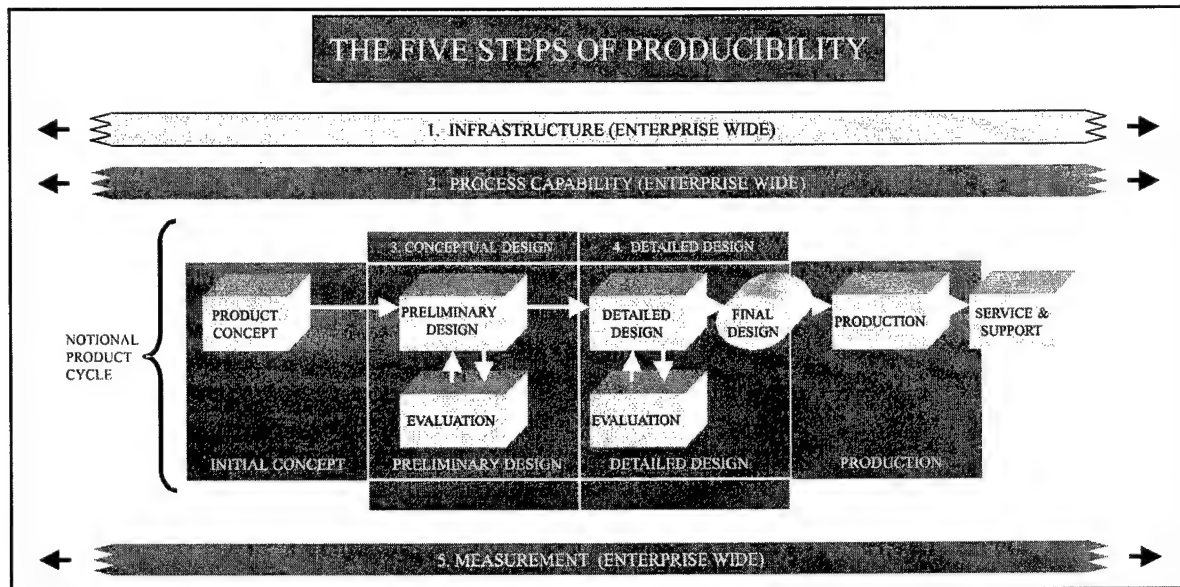 THE FIVE STEPS OF PRODUCIBILITY
1. INFRASTRUCTURE (ENTERPRISE WIDE)
2. PROCESS CAPABILITY (ENTERPRISE WIDE)
3. CONCEPTUAL DESIGN
4. DETAILED DESIGN
NOTIONAL
PRODUCT
CYCLE
PRODUCT
CONCEPT
PRELIMINARY
DESIGN
DETAILED
DESIGN
FINAL
DESIGN
PRODUCTION
SERVICE &
SUPPORT
EVALUATION
EVALUATION
INITIAL CONCEPT
PRELIMINARY DESIGN
DETAILED DESIGN
PRODUCTION
5. MEASUREMENT (ENTERPRISE WIDE)